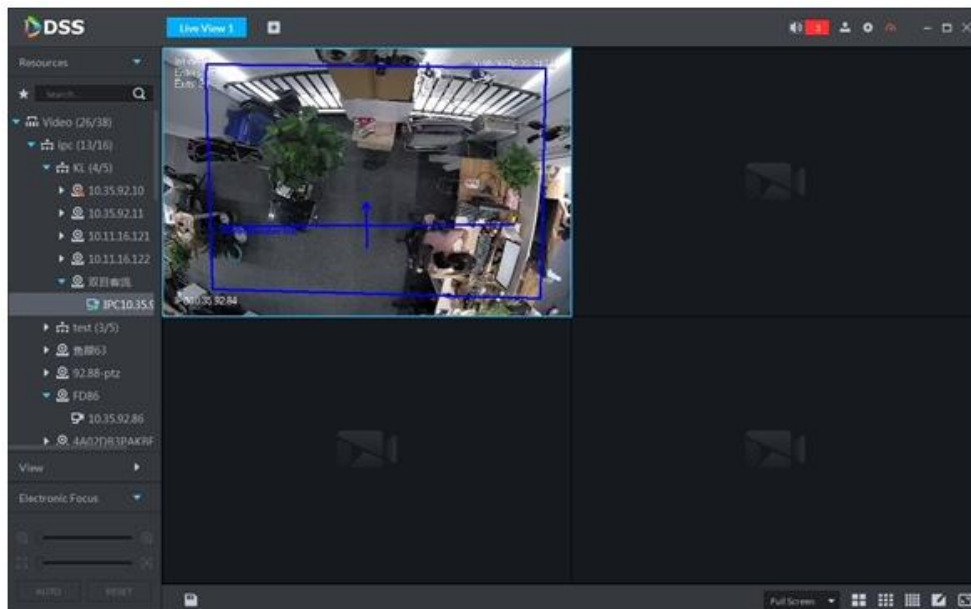 DSS
Live View 1
3
Resources
Search...
Video (26/38)
ipc (13/16)
KL (4/5)
10.35.92.10
10.35.92.11
10.11.16.121
10.11.16.122
双目客流
IPC10.35.9
test (3/5)
鱼眼63
92.88-ptz
FD86
10.35.92.86
View
Electronic Focus
AUTO
RESET
Full Screen